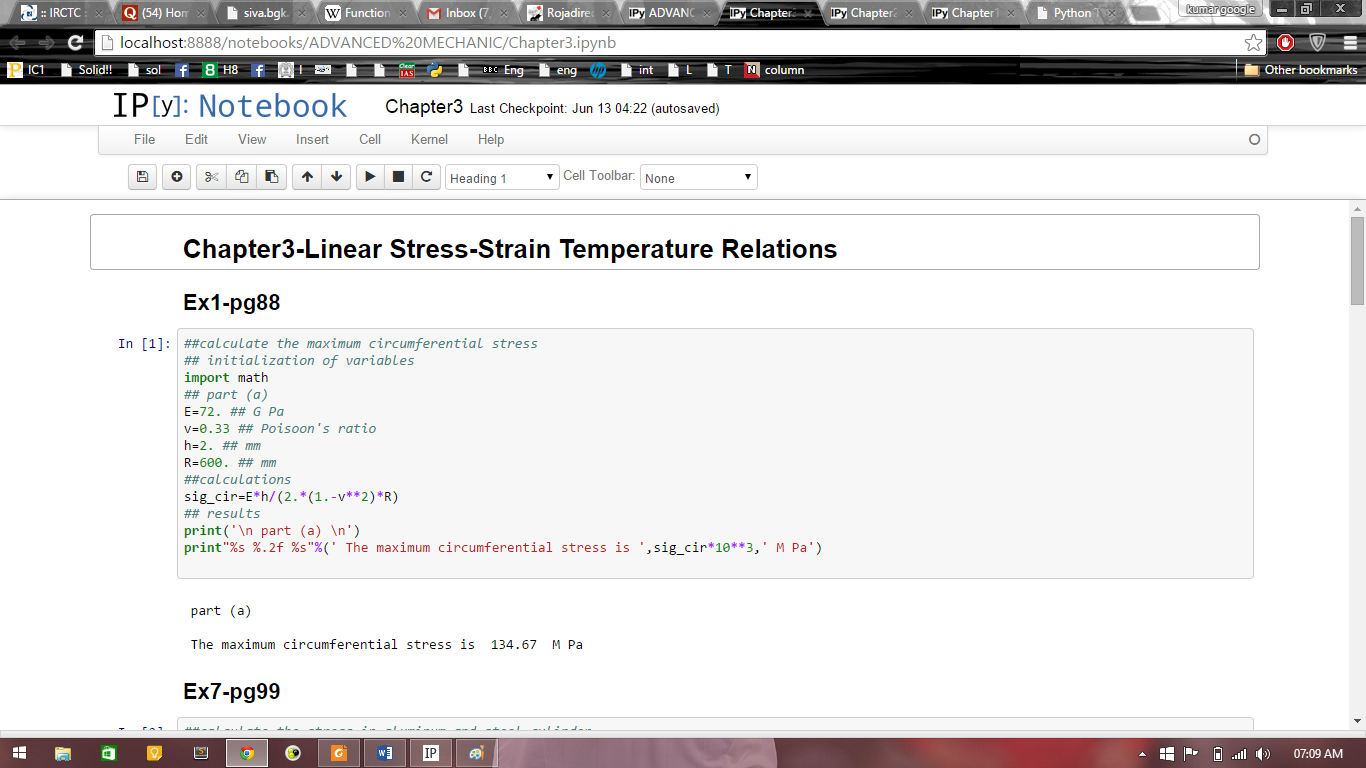 :: IRCTC (54) Hom siva.bgk. Function Inbox (7, Rojadire IPy ADVANC IPy Chapter IPy Chapter IPy Chapter1 Python T kumar google
localhost:8888/notebooks/ADVANCED%20MECHANIC/Chapter3.ipynb
IC1 Solid!! sol H8 I Clear IAS BBC Eng eng hp int L T N column Other bookmarks
IP[y]: Notebook Chapter3 Last Checkpoint: Jun 13 04:22 (autosaved)
File Edit View Insert Cell Kernel Help
Heading 1 Cell Toolbar: None
Chapter3-Linear Stress-Strain Temperature Relations
Ex1-pg88
In [1]: ##calculate the maximum circumferential stress
## initialization of variables
import math
## part (a)
E=72. ## G Pa
v=0.33 ## Poisoon's ratio
h=2. ## mm
R=600. ## mm
##calculations
sig_cir=E*h/(2.*(1.-v**2)*R)
## results
print('\n part (a) \n')
print"%s %.2f %s"%(' The maximum circumferential stress is ',sig_cir*10**3,' M Pa')
part (a)
The maximum circumferential stress is  134.67  M Pa
Ex7-pg99
07:09 AM